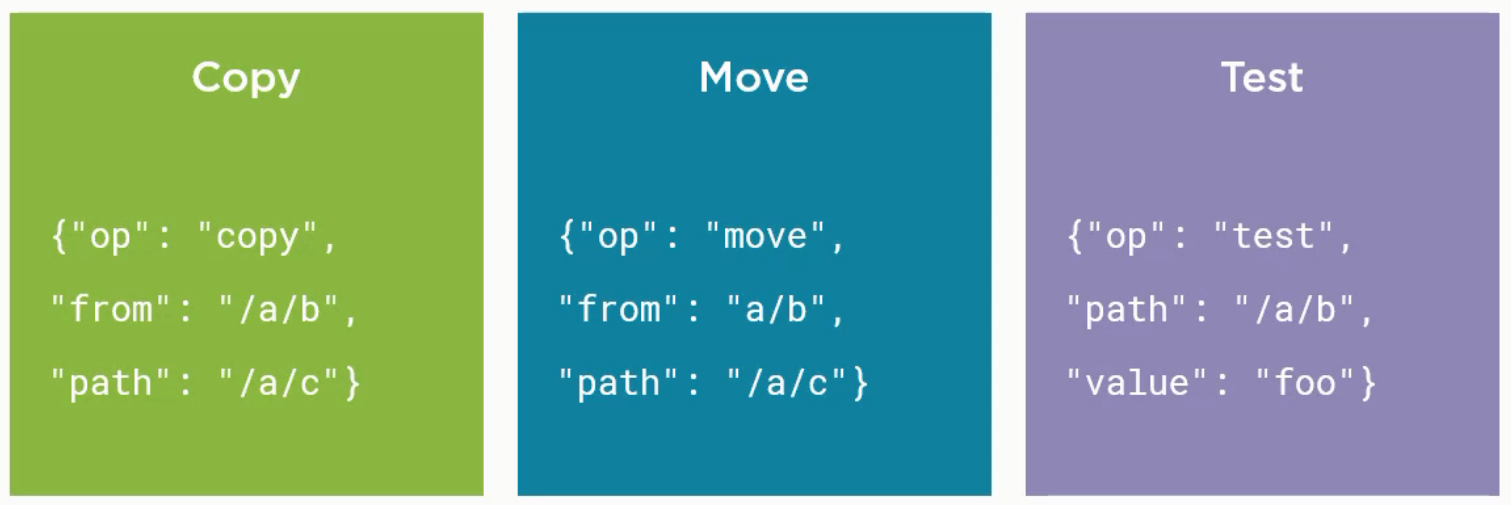 Copy
{"op": "copy",
"from": "/a/b",
"path": "/a/c"}
Move
{"op": "move",
"from": "a/b",
"path": "/a/c"}
Test
{"op": "test",
"path": "/a/b",
"value": "foo"}